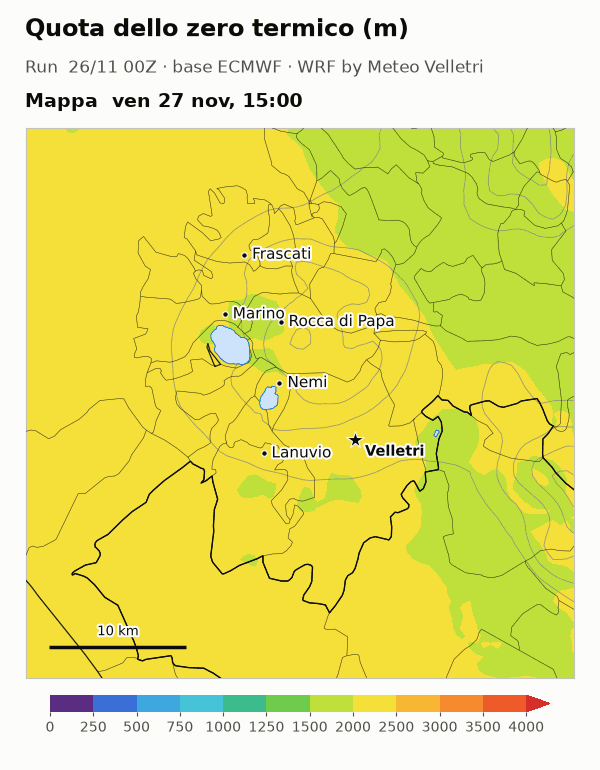 Quota dello zero termico (m)
Run  26/11 00Z · base ECMWF · WRF by Meteo Velletri
Mappa  ven 27 nov, 15:00
Frascati
Marino
Rocca di Papa
Nemi
Velletri
Lanuvio
10 km
0 250 500 750 1000 1250 1500 2000 2500 3000 3500 4000